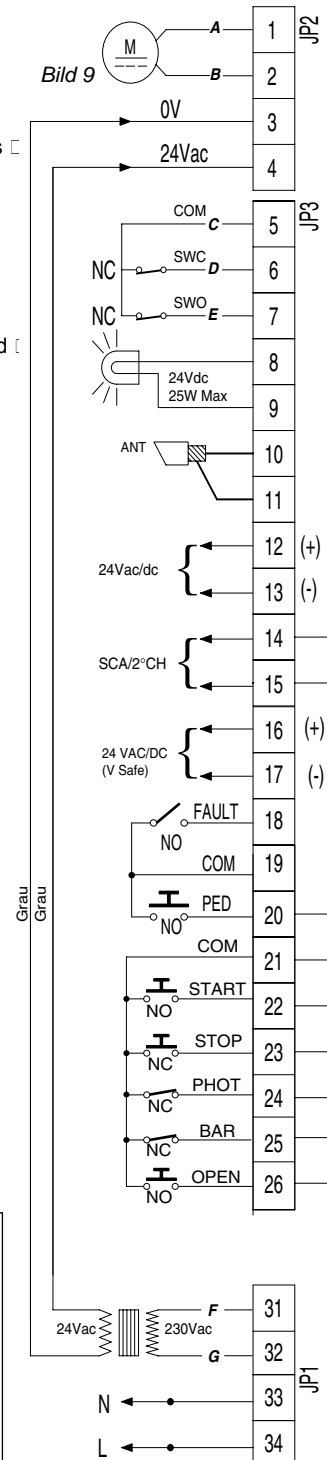 A 1 JP2
M
Bild 9 B 2
0V 3
s
24Vac 4
COM C 5 JP3
NC SWC D 6
NC SWO E 7
d
8
24Vdc
25W Max
9
ANT 10
11
12 (+)
24Vac/dc
13 (-)
14
SCA/2°CH
15
16 (+)
24 VAC/DC
(V Safe)
17 (-)
FAULT 18
NO
COM 19
PED 20
NO
Grau
Grau
COM 21
START 22
NO
STOP 23
NC
PHOT 24
NC
BAR 25
NC
OPEN 26
NO
F 31
24Vac 230Vac
G 32 JP1
N 33
L 34